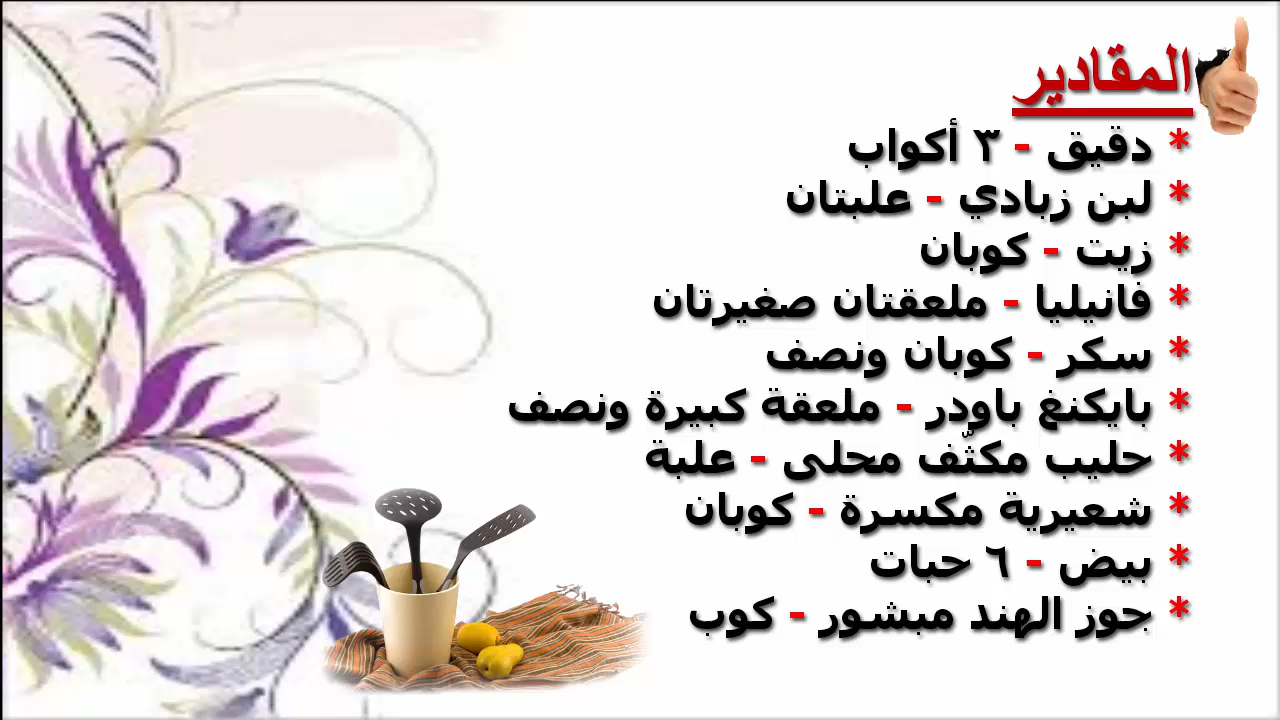 المقادير
* دقيق - ٣ أكواب
* لبن زبادي - علبتان
* زيت - كوبان
* فانيليا - ملعقتان صغيرتان
* سكر - كوبان ونصف
* بايكنغ باودر - ملعقة كبيرة ونصف
* حليب مكثّف محلى - علبة
* شعيرية مكسرة - كوبان
* بيض - ٦ حبات
* جوز الهند مبشور - كوب